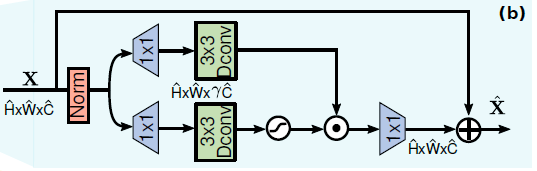 (b)
X
ĤxŴxĈ
Norm
1x1
3x3
Dconv
ĤxŴxγĈ
1x1
3x3
Dconv
1x1
ĤxŴxĈ
X̂